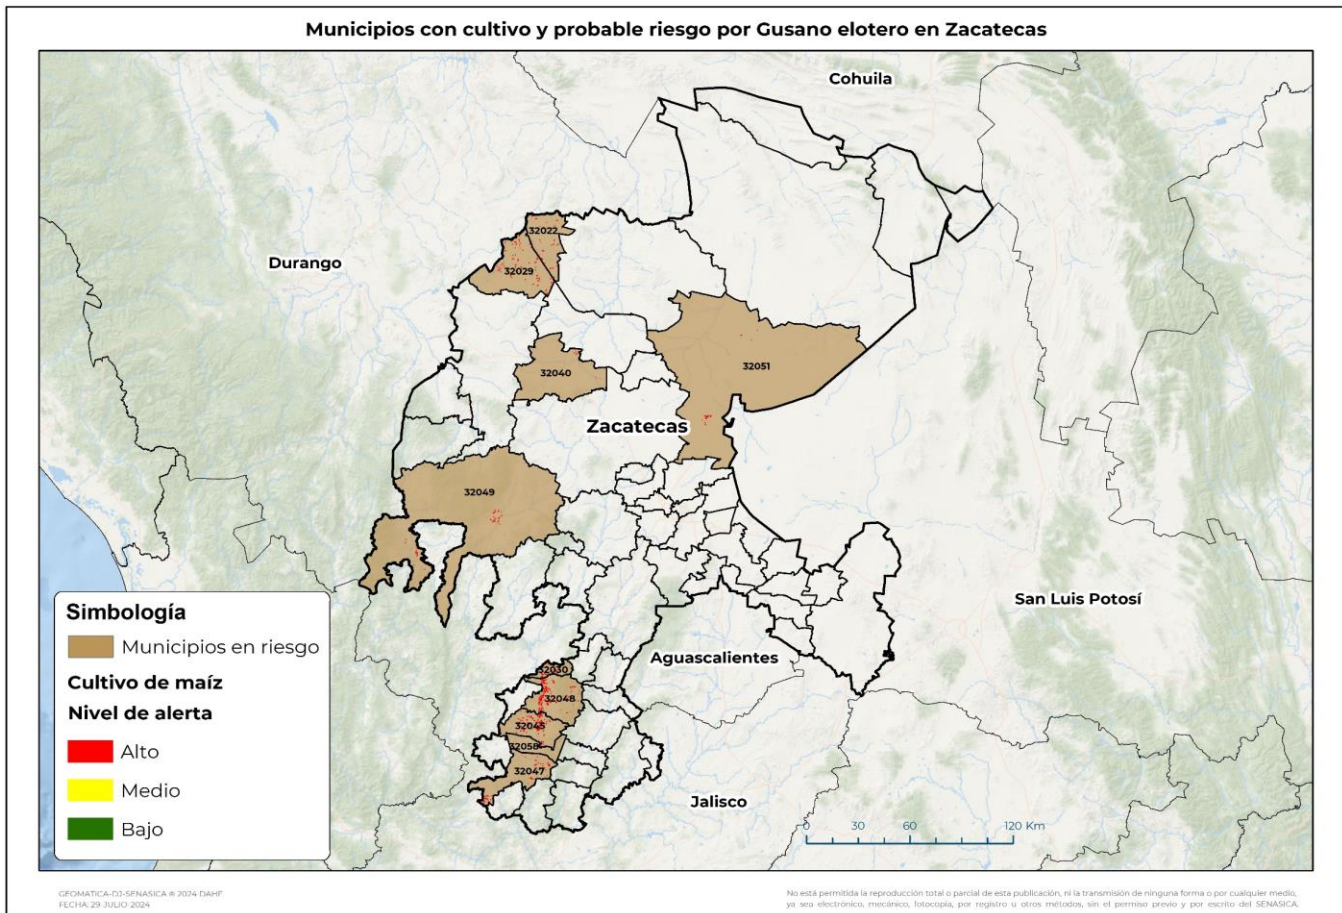 Municipios con cultivo y probable riesgo por Gusano elotero en Zacatecas
Cohuila
Durango
32022
32029
32040
32051
Zacatecas
32049
San Luis Potosí
Aguascalientes
32030
32048
32045
32058
32047
Jalisco
0 30 60 120 Km
Simbología
Municipios en riesgo
Cultivo de maíz
Nivel de alerta
Alto
Medio
Bajo
GEOMATICA-DJ-SENASICA ® 2024 DAHF
FECHA: 29 JULIO 2024
No está permitida la reproducción total o parcial de esta publicación, ni la transmisión de ninguna forma o por cualquier medio,
ya sea electrónico, mecánico, fotocopia, por registro u otros métodos, sin el permiso previo y por escrito del SENASICA.